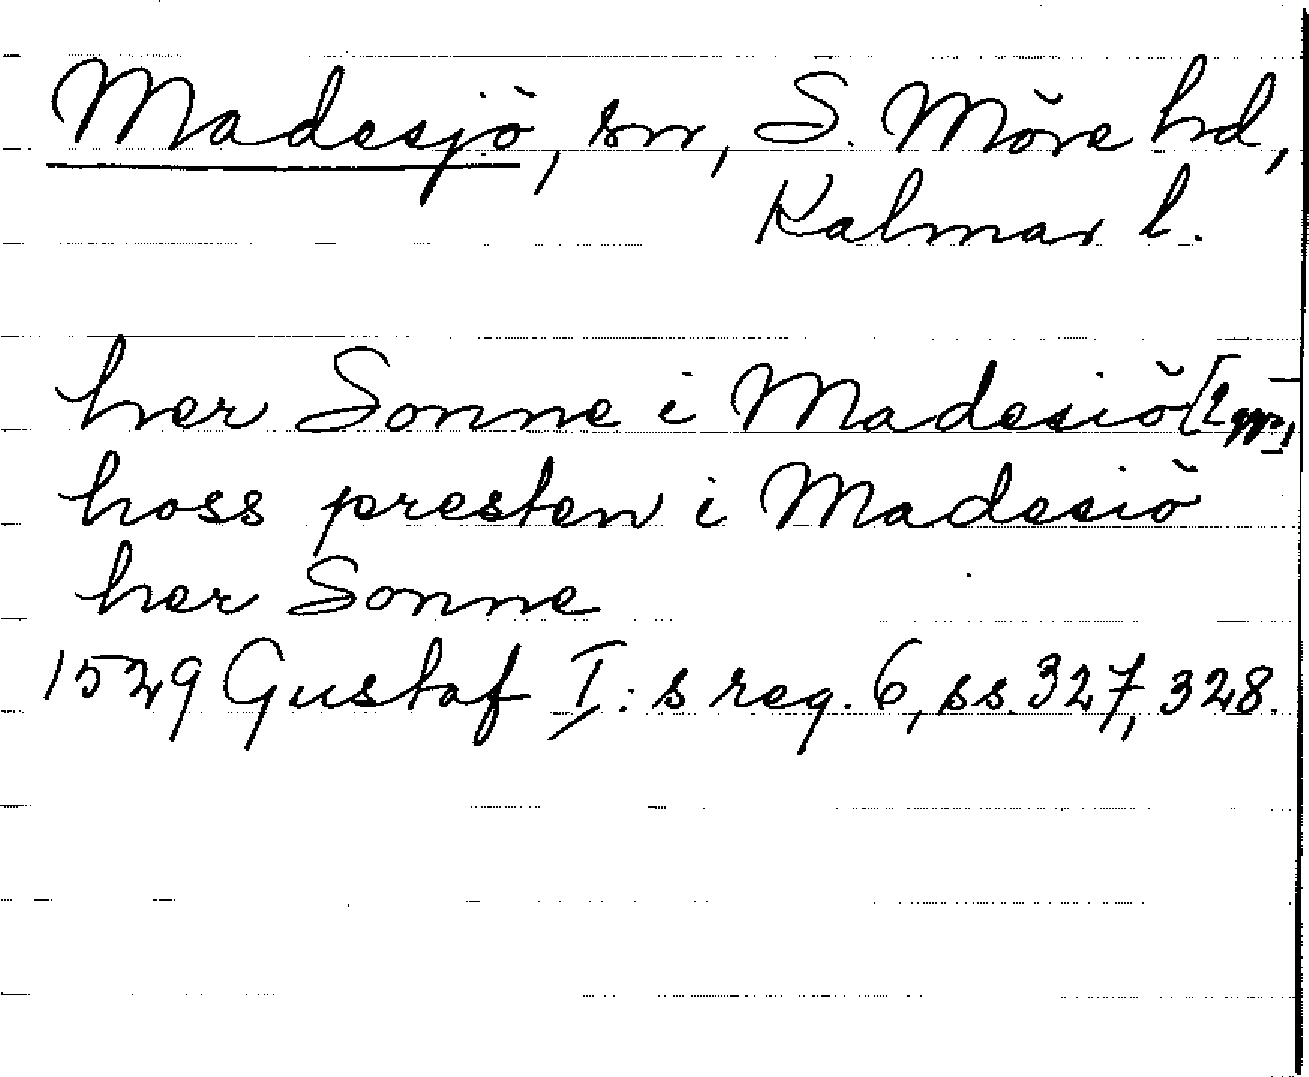 Madesjö, sn, S. Möre hd,
Kalmar l.
her Sonne i Madesiö [2 ggr],
hoss presten i Madesiö
her Sonne
1529 Gustaf I:s reg. 6, ss. 327, 328.